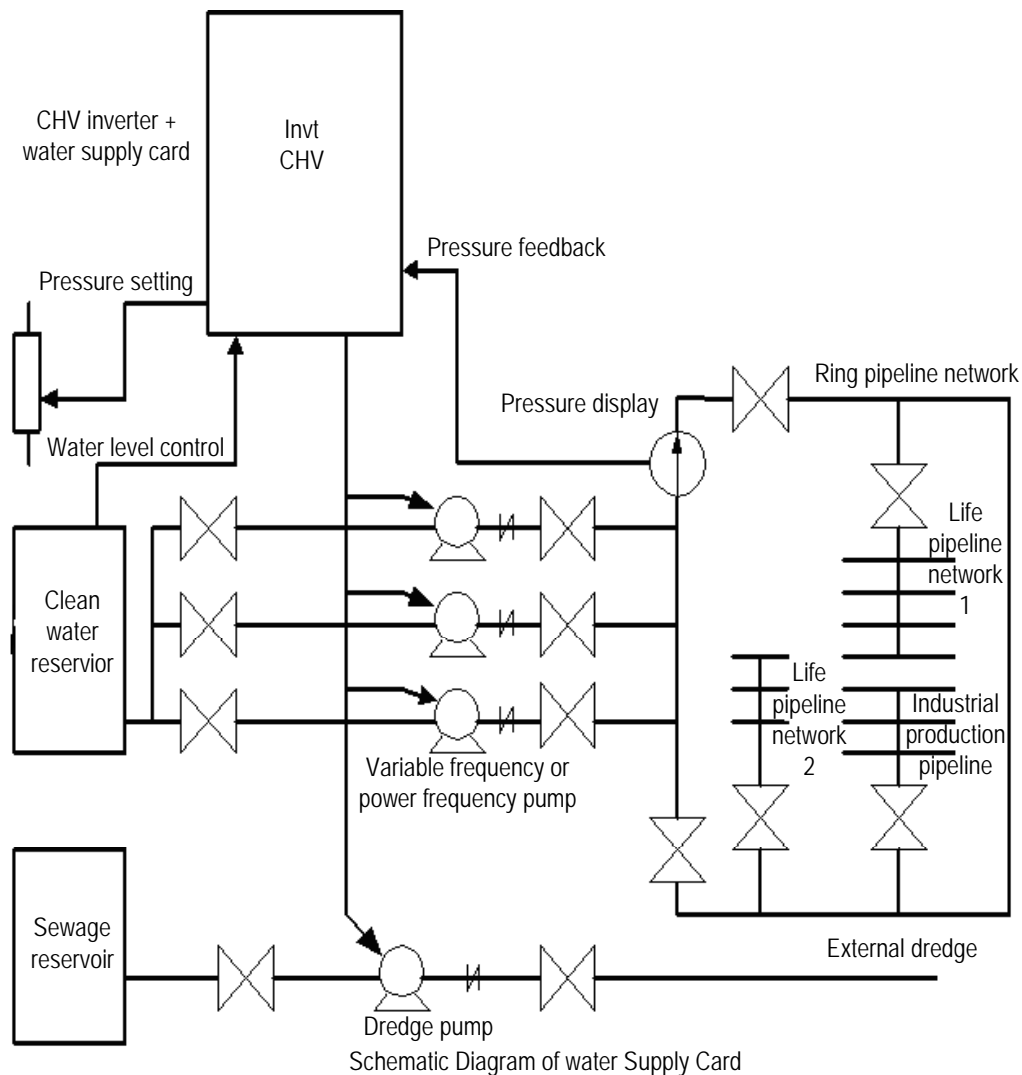 CHV inverter +
water supply card
Invt
CHV
Pressure feedback
Pressure setting
Ring pipeline network
Pressure display
Water level control
Life
pipeline
network
1
Clean
water
reservior
Life
pipeline
network
2
Industrial
production
pipeline
Variable frequency or
power frequency pump
Sewage
reservoir
External dredge
Dredge pump
Schematic Diagram of water Supply Card